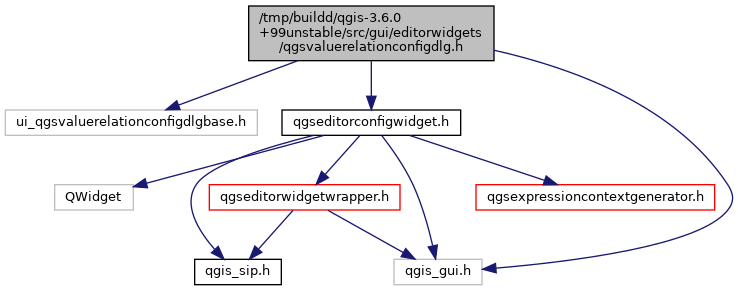 /tmp/buildd/qgis-3.6.0
+99unstable/src/gui/editorwidgets
/qgsvaluerelationconfigdlg.h
ui_qgsvaluerelationconfigdlgbase.h
qgseditorconfigwidget.h
QWidget
qgseditorwidgetwrapper.h
qgsexpressioncontextgenerator.h
qgis_sip.h
qgis_gui.h